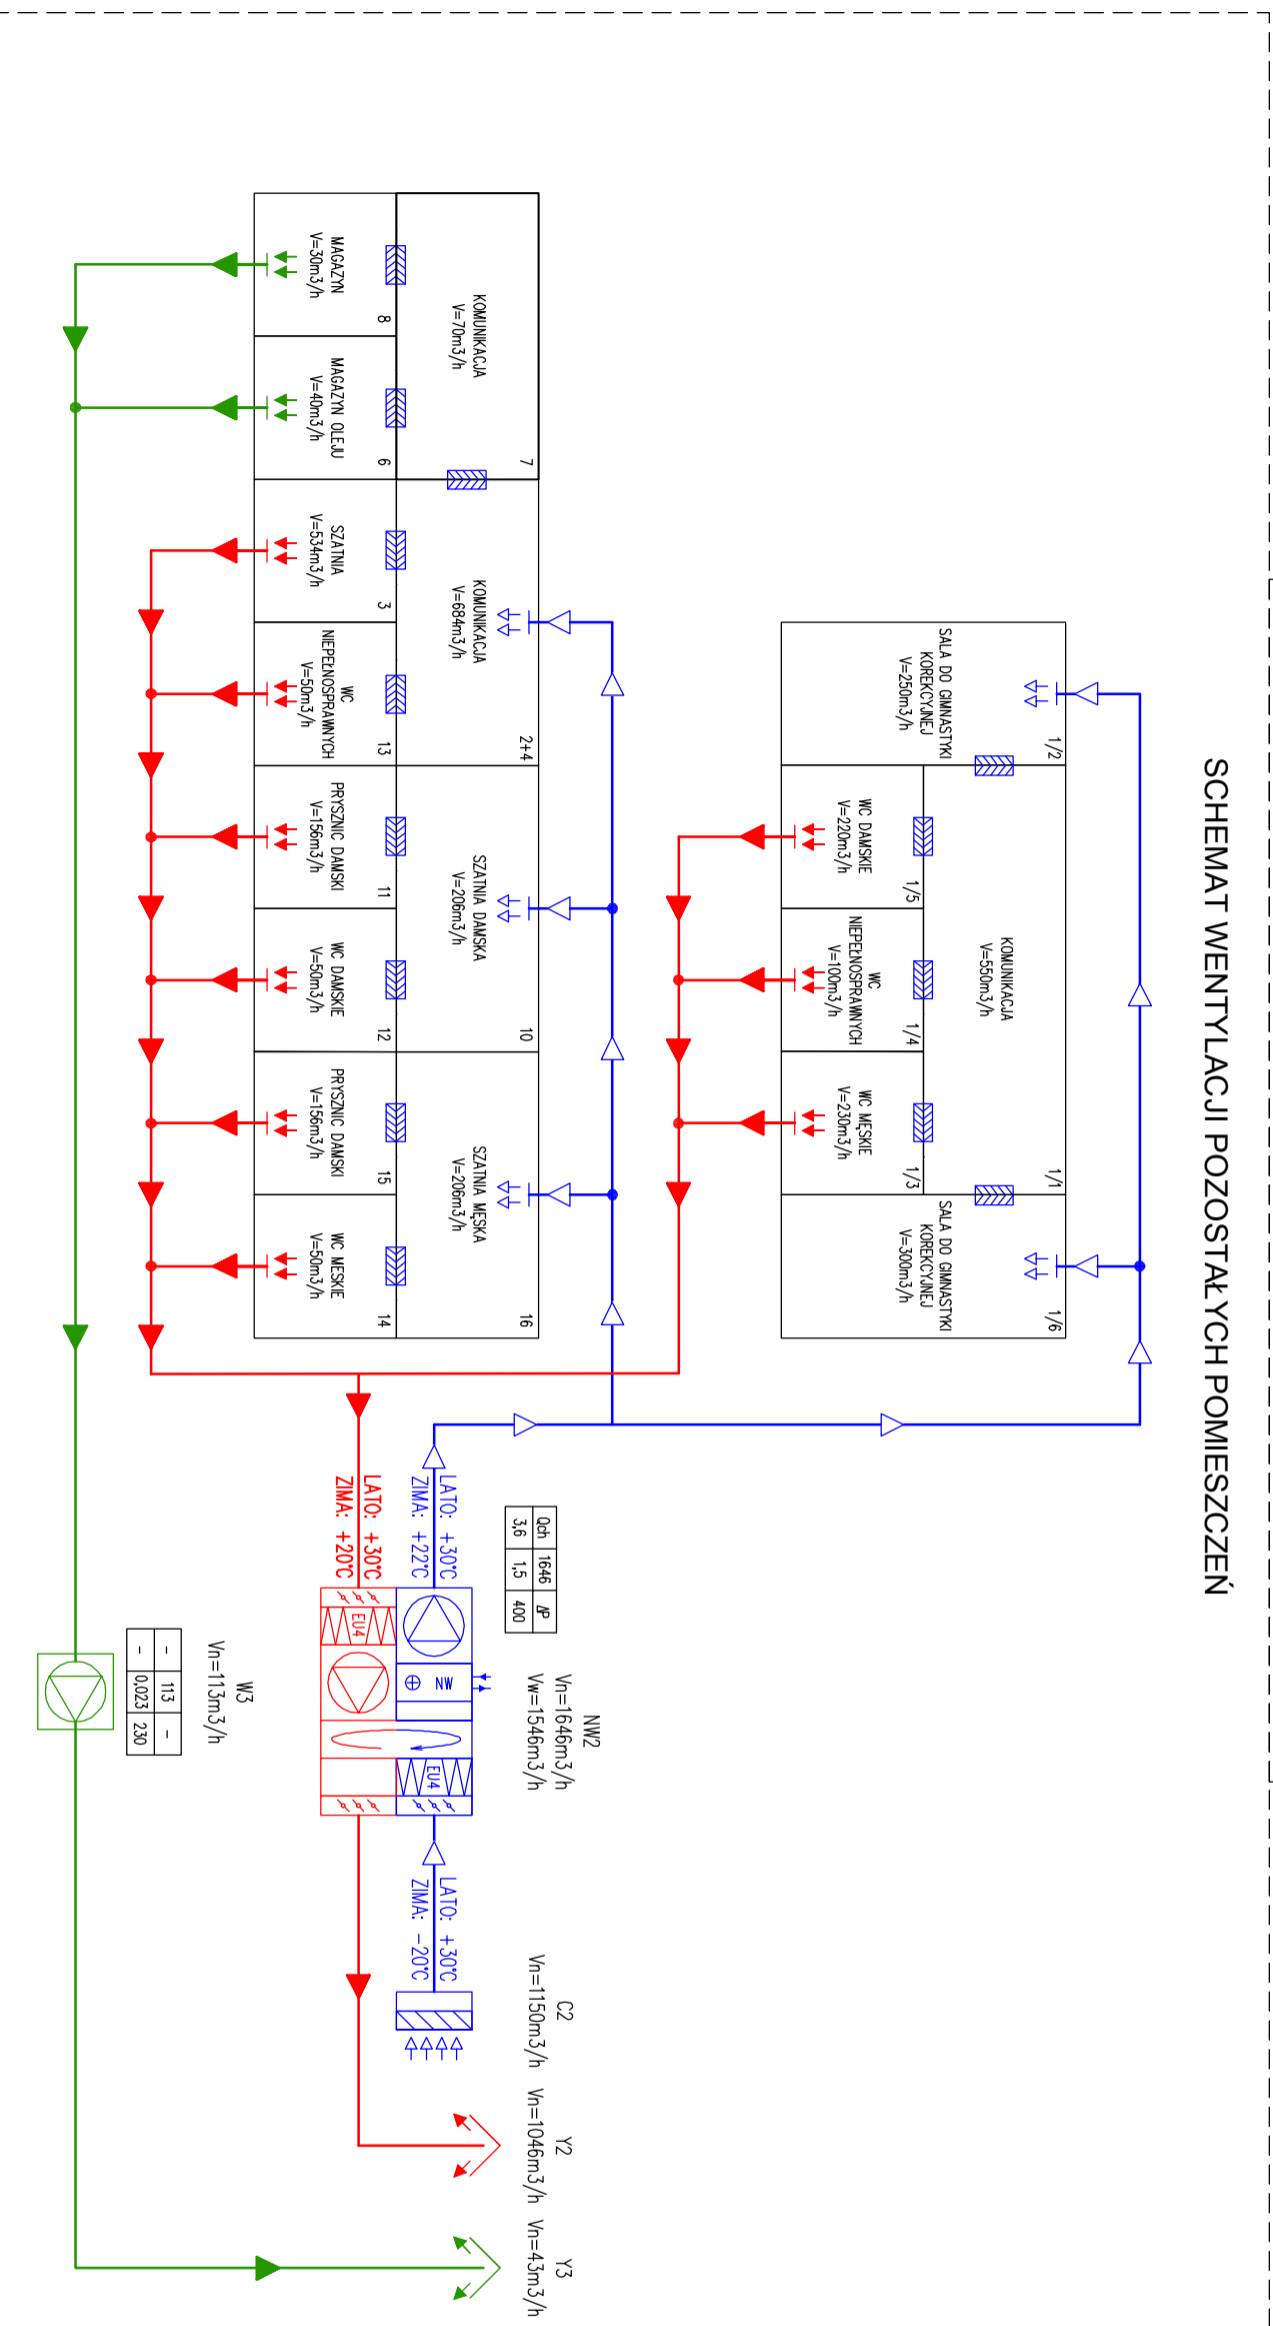 SCHEMAT WENTYLACJI POZOSTAŁYCH POMIESZCZEŃ
SALA DO GIMNASTYKI
KOREKCYJNEJ
V=250m3/h
1/2
KOMUNIKACJA
V=550m3/h
1/1
WC DAMSKIE
V=220m3/h
1/5
WC
NIEPEŁNOSPRAWNYCH
V=100m3/h
1/4
WC MĘSKIE
V=230m3/h
1/3
SALA DO GIMNASTYKI
KOREKCYJNEJ
V=300m3/h
1/6
KOMUNIKACJA
V=70m3/h
7
KOMUNIKACJA
V=684m3/h
2+4
SZATNIA DAMSKA
V=206m3/h
10
SZATNIA MĘSKA
V=206m3/h
16
MAGAZYN
V=30m3/h
8
MAGAZYN OLEJU
V=40m3/h
6
SZATNIA
V=534m3/h
3
WC
NIEPEŁNOSPRAWNYCH
V=50m3/h
13
PRYSZNIC DAMSKI
V=156m3/h
11
WC DAMSKIE
V=50m3/h
12
PRYSZNIC DAMSKI
V=156m3/h
15
WC MESKIE
V=50m3/h
14
Qch 1646 ΔP
3,6 1,5 400
NW2
Vn=1646m3/h
Vw=1546m3/h
LATO: +30°C
ZIMA: +22°C
LATO: +30°C
ZIMA: +20°C
EU4
NW
EU4
LATO: +30°C
ZIMA: -20°C
C2
Vn=1150m3/h
Y2
Vn=1046m3/h
Y3
Vn=43m3/h
W3
Vn=113m3/h
- 113 -
- 0,023 230